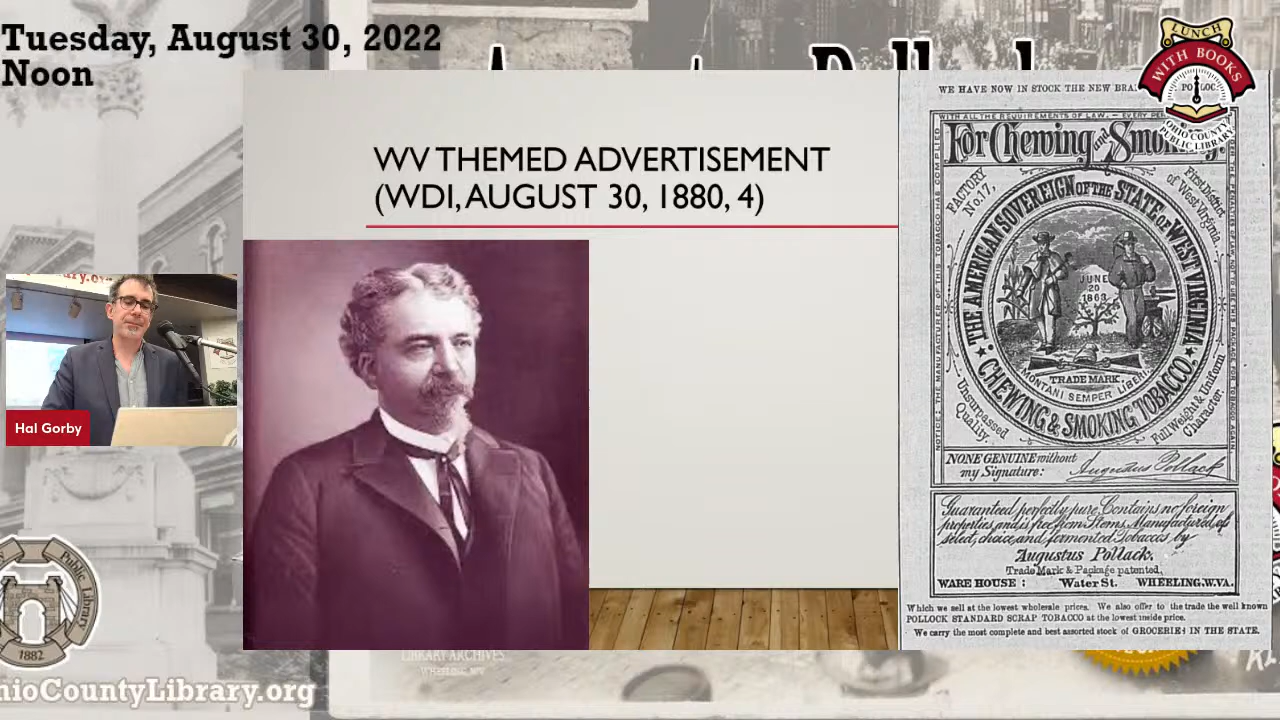 Tuesday, August 30, 2022
Noon
LUNCH
WITH BOOKS
OHIO COUNTY
PUBLIC LIBRARY
WV THEMED ADVERTISEMENT
(WDI, AUGUST 30, 1880, 4)
Hal Gorby
WE HAVE NOW IN STOCK THE NEW
For Chewing and
FACTORY
No. 17,
First District
of West Virginia.
THE AMERICAN SOVEREIGN OF THE STATE OF WEST VIRGINIA
JUNE
20
1863
TRADE MARK.
MONTANI SEMPER LIBERI
CHEWING & SMOKING TOBACCO.
Unsurpassed
Quality.
Full Weight & Uniform
Character.
NONE GENUINE without
my Signature: Augustus Pollack
Guaranteed perfectly pure. Contains no foreign
properties and is free from Stems. Manufactured of
select, choice, and fermented Tobaccos by
Augustus Pollack.
Trade Mark & Package patented.
WARE HOUSE: Water St. WHEELING, W.VA.
Which we sell at the lowest wholesale prices. We also offer to the trade the well known
POLLOCK STANDARD SCRAP TOBACCO at the lowest inside price.
We carry the most complete and best assorted stock of GROCERIES IN THE STATE.
Public Library
1882
LIBRARY ARCHIVES
hioCountyLibrary.org